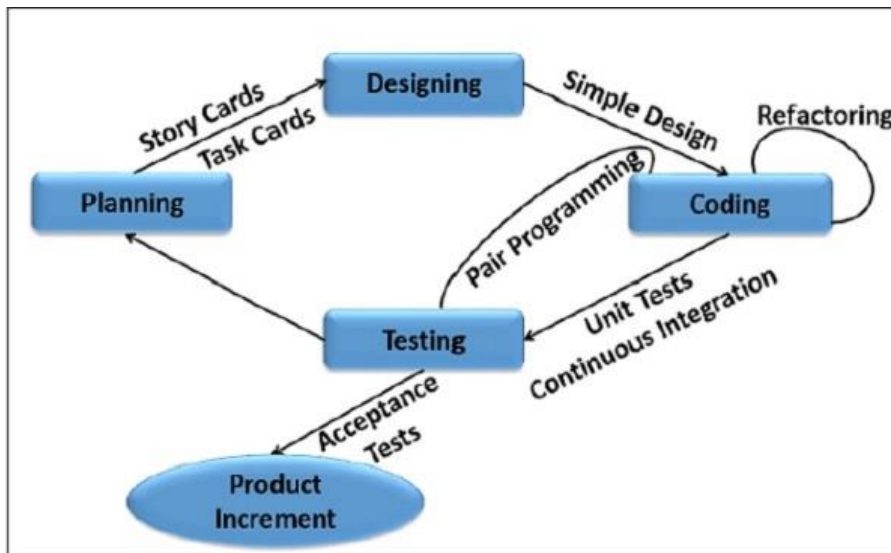 Designing
Story Cards
Task Cards
Simple Design
Refactoring
Planning
Pair Programming
Coding
Unit Tests
Continuous Integration
Testing
Acceptance
Tests
Product
Increment